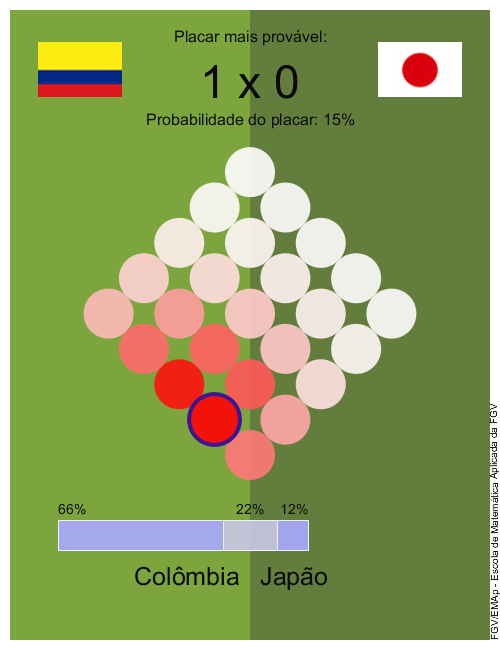 Placar mais provável:
1 x 0
Probabilidade do placar: 15%
66%
22%
12%
Colômbia
Japão
FGV/EMAp - Escola de Matemática Aplicada da FGV